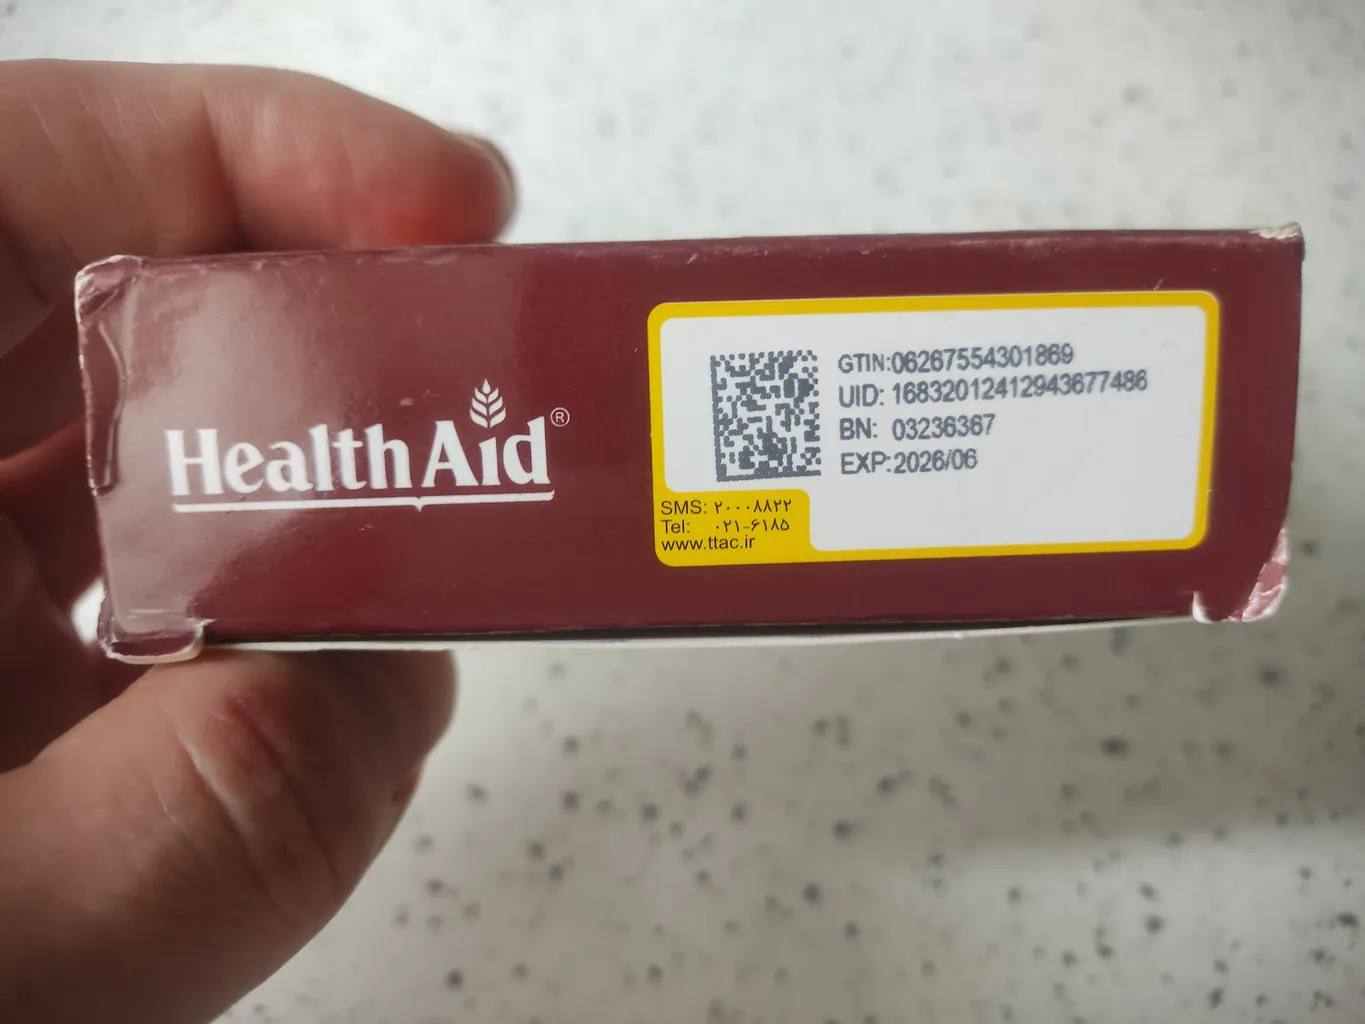 HealthAid®
GTIN:06267554301869
UID: 16832012412943677486
BN: 03236367
EXP:2026/06
SMS: ۲۰۰۰۸۸۲۲
Tel: ۰۲۱-۶۱۸۵
www.ttac.ir